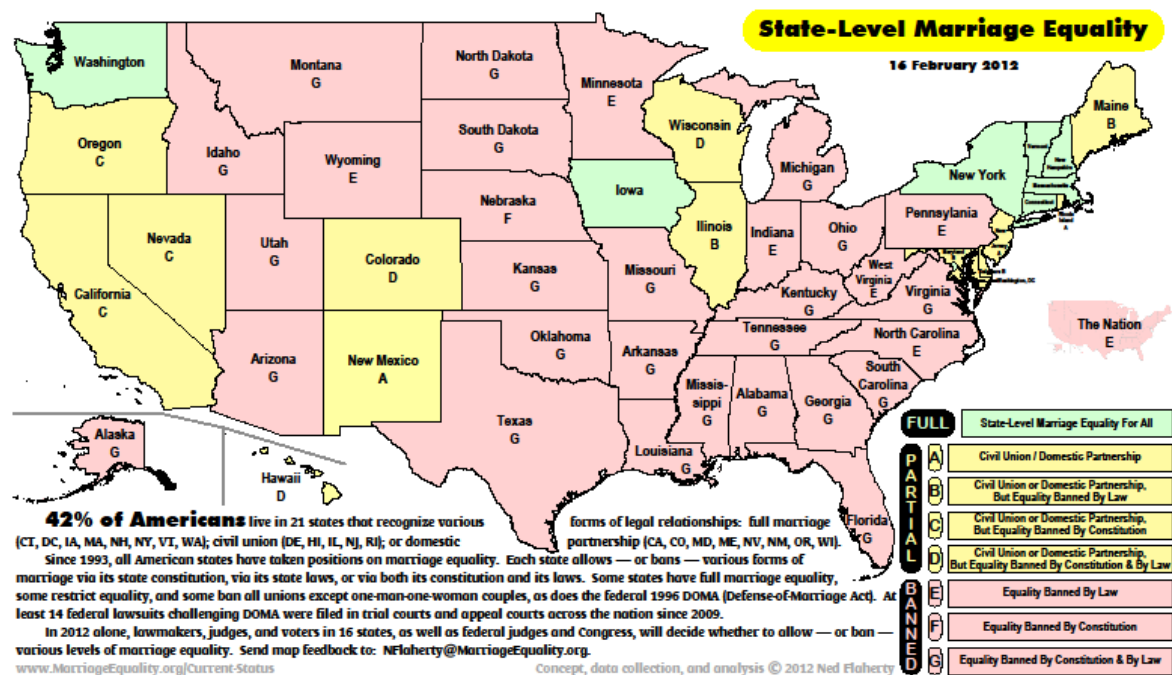 State-Level Marriage Equality
16 February 2012
Washington
Montana
G
North Dakota
G
Minnesota
E
Oregon
C
Idaho
G
Wyoming
E
South Dakota
G
Wisconsin
D
Michigan
G
Maine
B
Vermont
New
Hampshire
New York
Massachusetts
Connecticut
Rhode
Island
A
Nevada
C
Utah
G
Colorado
D
Nebraska
F
Iowa
Illinois
B
Indiana
E
Ohio
G
Pennsylania
E
New
Jersey
A
California
C
Kansas
G
Missouri
G
West
Virginia
E
Virginia
G
Maryland
Delaware
Washington, DC
Kentucky
G
Arizona
G
New Mexico
A
Oklahoma
G
Arkansas
G
Tennessee
G
North Carolina
E
South
Carolina
G
The Nation
E
Texas
G
Louisiana
G
Missis-
sippi
G
Alabama
G
Georgia
G
Florida
G
Alaska
G
Hawaii
D
FULL
State-Level Marriage Equality For All
PARTIAL
A
Civil Union / Domestic Partnership
B
Civil Union or Domestic Partnership,
But Equality Banned By Law
C
Civil Union or Domestic Partnership,
But Equality Banned By Constitution
D
Civil Union or Domestic Partnership,
But Equality Banned By Constitution & By Law
BANNED
E
Equality Banned By Law
F
Equality Banned By Constitution
G
Equality Banned By Constitution & By Law
42% of Americans live in 21 states that recognize various forms of legal relationships: full marriage
(CT, DC, IA, MA, NH, NY, VT, WA); civil union (DE, HI, IL, NJ, RI); or domestic partnership (CA, CO, MD, ME, NV, NM, OR, WI).
Since 1993, all American states have taken positions on marriage equality. Each state allows — or bans — various forms of
marriage via its state constitution, via its state laws, or via both its constitution and its laws. Some states have full marriage equality,
some restrict equality, and some ban all unions except one-man-one-woman couples, as does the federal 1996 DOMA (Defense-of-Marriage Act). At
least 14 federal lawsuits challenging DOMA were filed in trial courts and appeal courts across the nation since 2009.
In 2012 alone, lawmakers, judges, and voters in 16 states, as well as federal judges and Congress, will decide whether to allow — or ban —
various levels of marriage equality. Send map feedback to: NFlaherty@MarriageEquality.org.
www.MarriageEquality.org/Current-Status
Concept, data collection, and analysis © 2012 Ned Flaherty